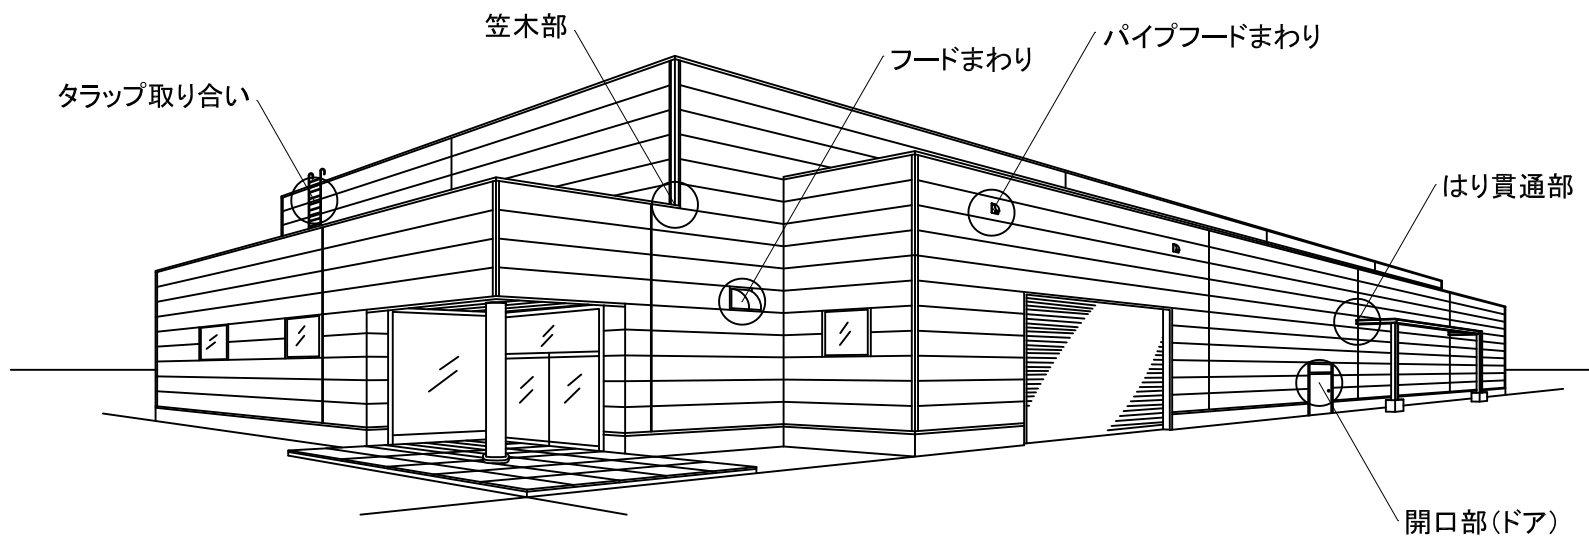 笠木部
パイプフードまわり
フードまわり
タラップ取り合い
はり貫通部
開口部(ドア)